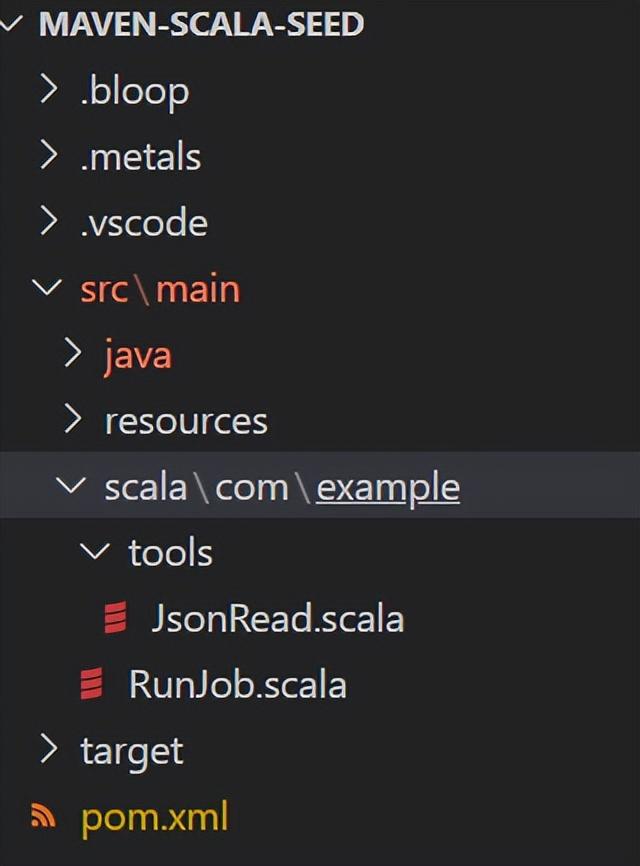 MAVEN-SCALA-SEED
.bloop
.metals
.vscode
src\main
java
resources
scala\com\example
tools
JsonRead.scala
RunJob.scala
target
pom.xml